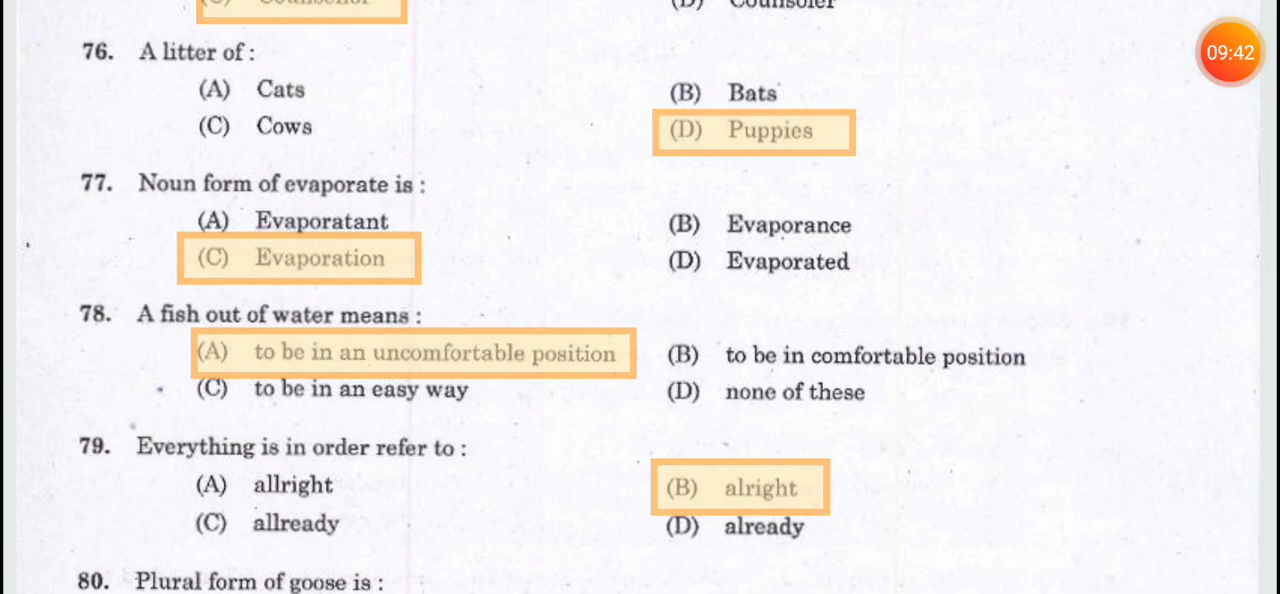 (C) Counsellor
(D) Counsoler
09:42
76. A litter of :
(A) Cats
(B) Bats
(C) Cows
(D) Puppies
77. Noun form of evaporate is :
(A) Evaporatant
(B) Evaporance
(C) Evaporation
(D) Evaporated
78. A fish out of water means :
(A) to be in an uncomfortable position
(B) to be in comfortable position
(C) to be in an easy way
(D) none of these
79. Everything is in order refer to :
(A) allright
(B) alright
(C) allready
(D) already
80. Plural form of goose is :